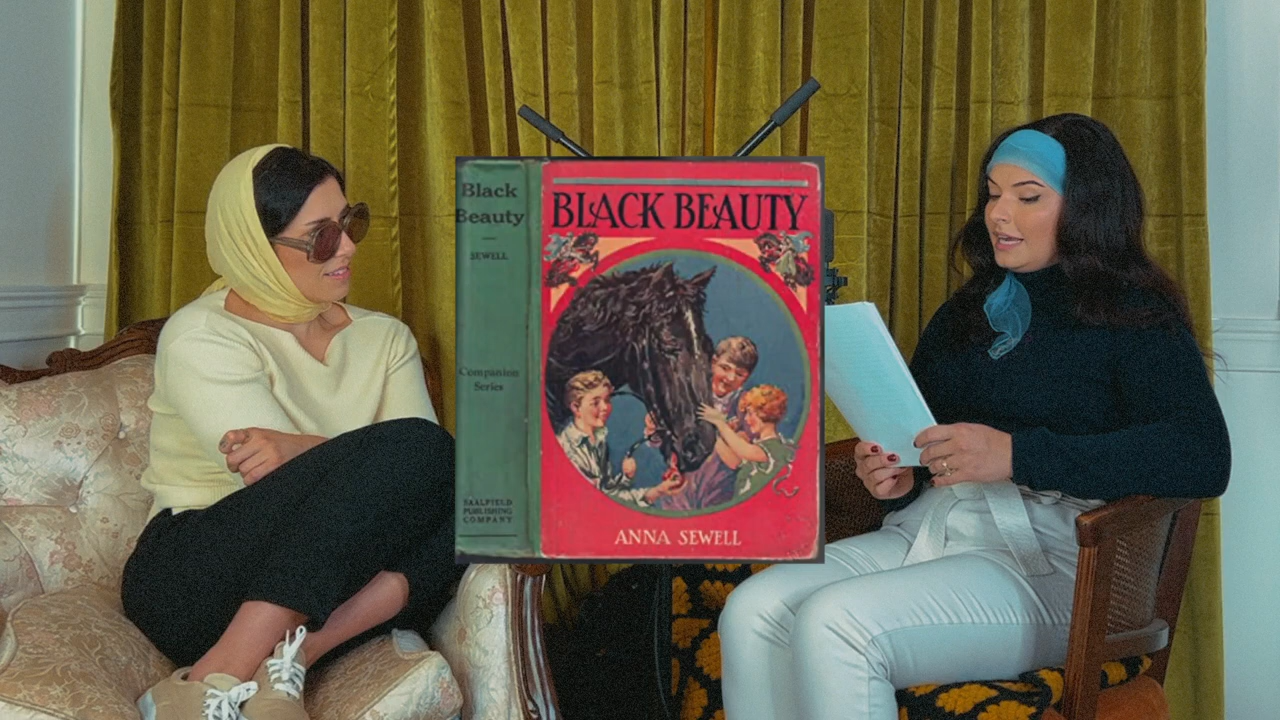 Black
Beauty
SEWELL
Companion
Series
SAALFIELD
PUBLISHING
COMPANY
BLACK BEAUTY
ANNA SEWELL